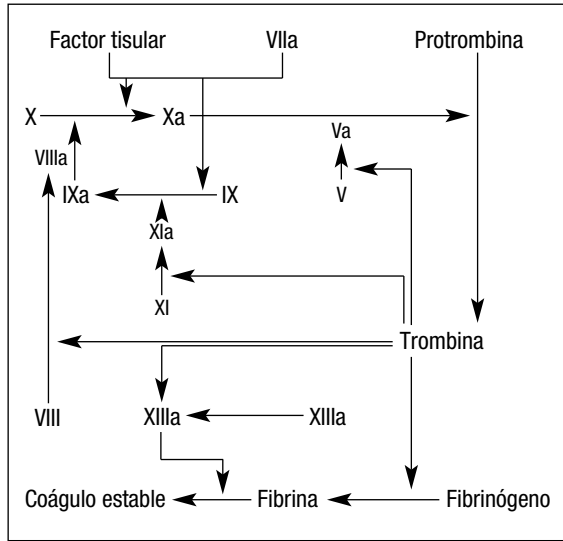 Factor tisular VIIa Protrombina
X Xa
Va
VIIIa
IXa IX V
XIa
XI
Trombina
VIII XIIIa XIIIa
Coágulo estable Fibrina Fibrinógeno